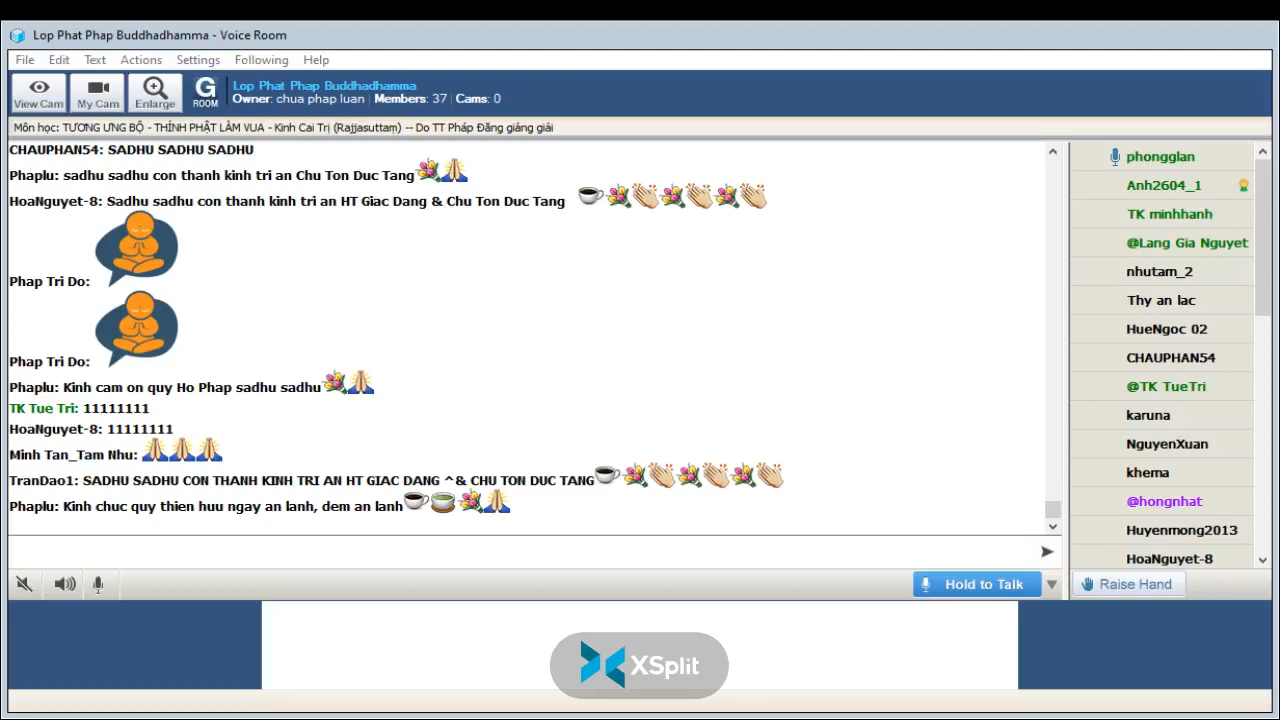 Lop Phat Phap Buddhadhamma - Voice Room
File Edit Text Actions Settings Following Help
View Cam My Cam Enlarge G ROOM
Lop Phat Phap Buddhadhamma
Owner: chua phap luan | Members: 37 | Cams: 0
Môn học: TƯƠNG ƯNG BỘ - THÍNH PHẬT LÀM VUA - Kinh Cai Trị (Rajjasuttaṃ) -- Do TT Pháp Đăng giảng giải
CHAUPHAN54: SADHU SADHU SADHU
Phaplu: sadhu sadhu con thanh kinh tri an Chu Ton Duc Tang
HoaNguyet-8: Sadhu sadhu con thanh kinh tri an HT Giac Dang & Chu Ton Duc Tang
Phap Tri Do:
Phap Tri Do:
Phaplu: Kinh cam on quy Ho Phap sadhu sadhu
TK Tue Tri: 11111111
HoaNguyet-8: 11111111
Minh Tan_Tam Nhu:
TranDao1: SADHU SADHU CON THANH KINH TRI AN HT GIAC DANG ^& CHU TON DUC TANG
Phaplu: Kinh chuc quy thien huu ngay an lanh, dem an lanh
phongglan
Anh2604_1
TK minhhanh
@Lang Gia Nguyet
nhutam_2
Thy an lac
HueNgoc 02
CHAUPHAN54
@TK TueTri
karuna
NguyenXuan
khema
@hongnhat
Huyenmong2013
HoaNguyet-8
Hold to Talk
Raise Hand
XSplit